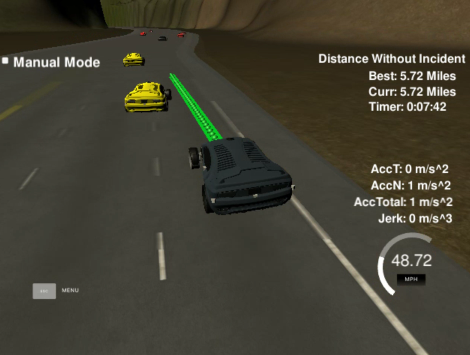 Manual Mode
Distance Without Incident
Best: 5.72 Miles
Curr: 5.72 Miles
Timer: 0:07:42
AccT: 0 m/s^2
AccN: 1 m/s^2
AccTotal: 1 m/s^2
Jerk: 0 m/s^3
48.72
MPH
MENU